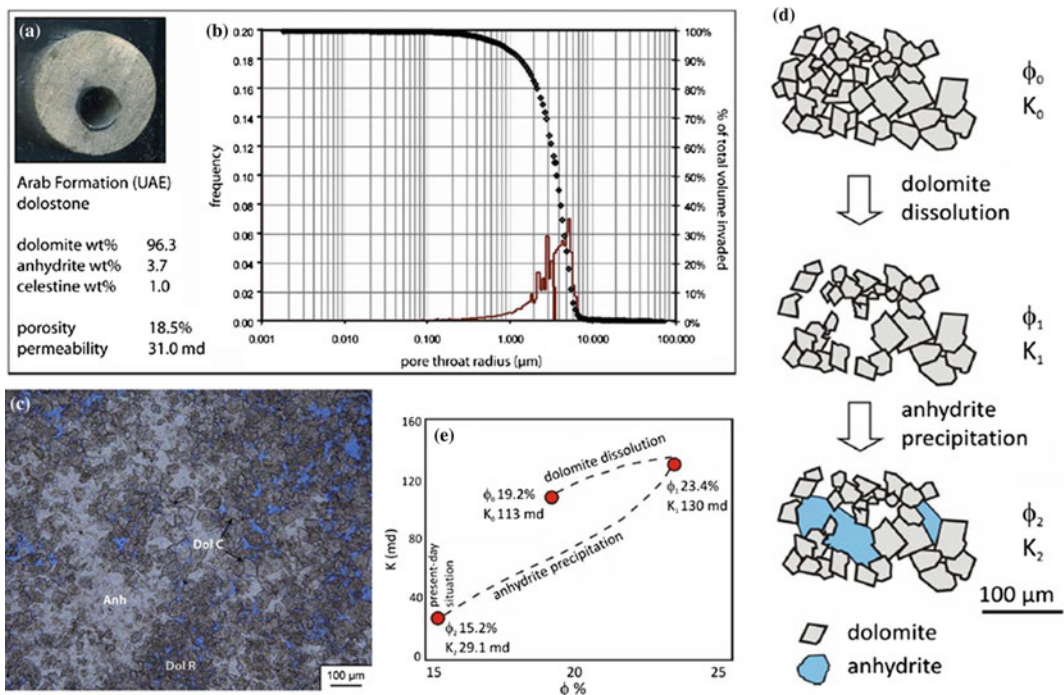 (a)
Arab Formation (UAE)
dolostone
dolomite wt% 96.3
anhydrite wt% 3.7
celestine wt% 1.0
porosity 18.5%
permeability 31.0 md
(b)
frequency
0.20
0.18
0.16
0.14
0.12
0.10
0.08
0.06
0.04
0.02
0.00
0.001 0.010 0.100 1.000 10.000 100.000
pore throat radius (μm)
100%
90%
80%
70%
60%
50%
40%
30%
20%
10%
0%
% of total volume invaded
(c)
Dol C
Anh
Dol R
100 μm
(e)
K (md)
160
120
80
40
0
15 20 25
ϕ %
dolomite dissolution
ϕ₀ 19.2%
K₀ 113 md
ϕ₁ 23.4%
K₁ 130 md
anhydrite precipitation
present-day
situation
ϕ₂ 15.2%
K₂ 29.1 md
(d)
ϕ₀
K₀
dolomite
dissolution
ϕ₁
K₁
anhydrite
precipitation
ϕ₂
K₂
100 μm
dolomite
anhydrite